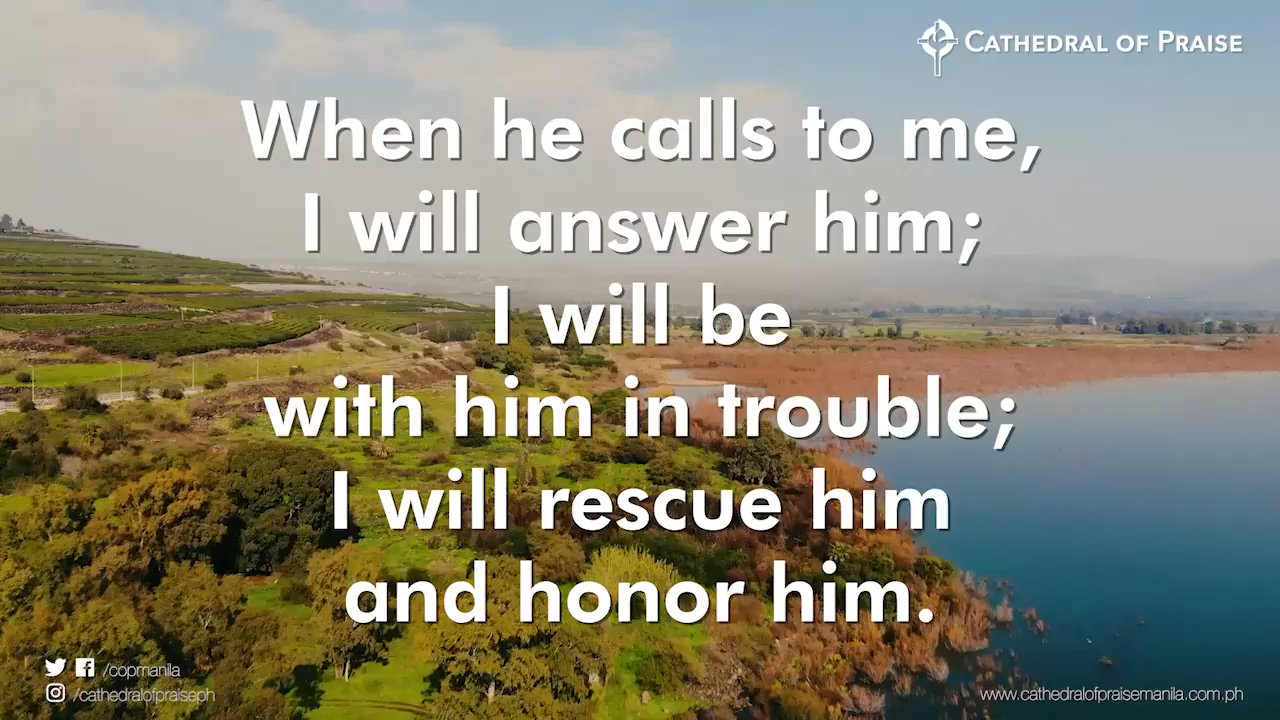 CATHEDRAL OF PRAISE
When he calls to me,
I will answer him;
I will be
with him in trouble;
I will rescue him
and honor him.
/copmanila
/cathedralofpraiseph
www.cathedralofpraisemanila.com.ph